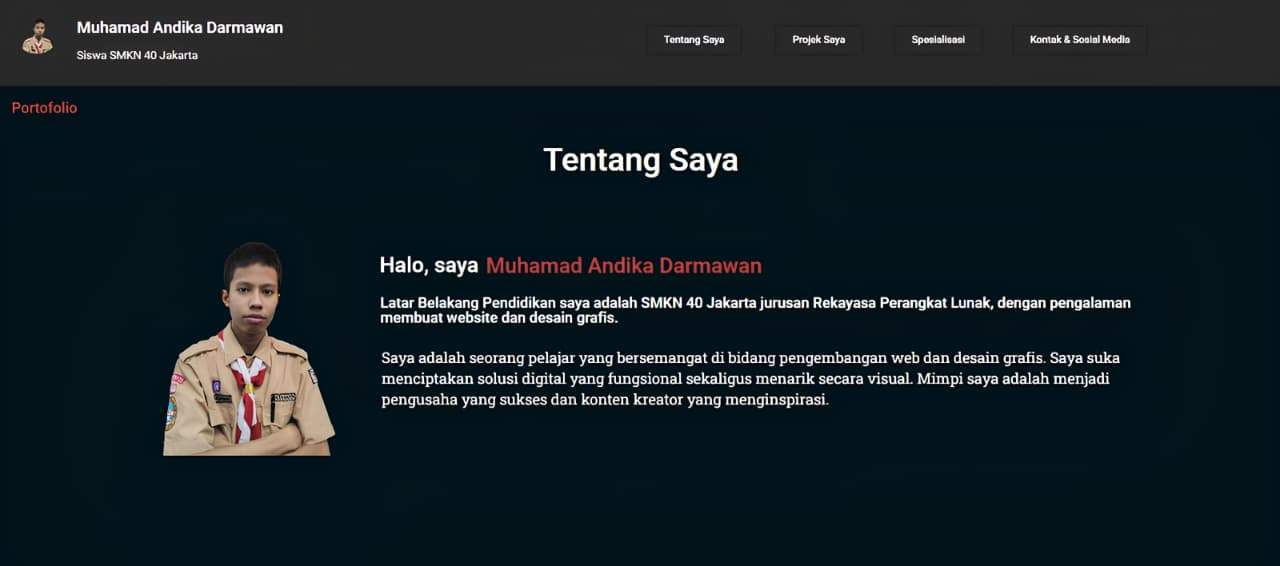 Muhamad Andika Darmawan
Siswa SMKN 40 Jakarta
Tentang Saya
Projek Saya
Spesialisasi
Kontak & Sosial Media
Portofolio
Tentang Saya
Halo, saya Muhamad Andika Darmawan
Latar Belakang Pendidikan saya adalah SMKN 40 Jakarta jurusan Rekayasa Perangkat Lunak, dengan pengalaman
membuat website dan desain grafis.
Saya adalah seorang pelajar yang bersemangat di bidang pengembangan web dan desain grafis. Saya suka
menciptakan solusi digital yang fungsional sekaligus menarik secara visual. Mimpi saya adalah menjadi
pengusaha yang sukses dan konten kreator yang menginspirasi.